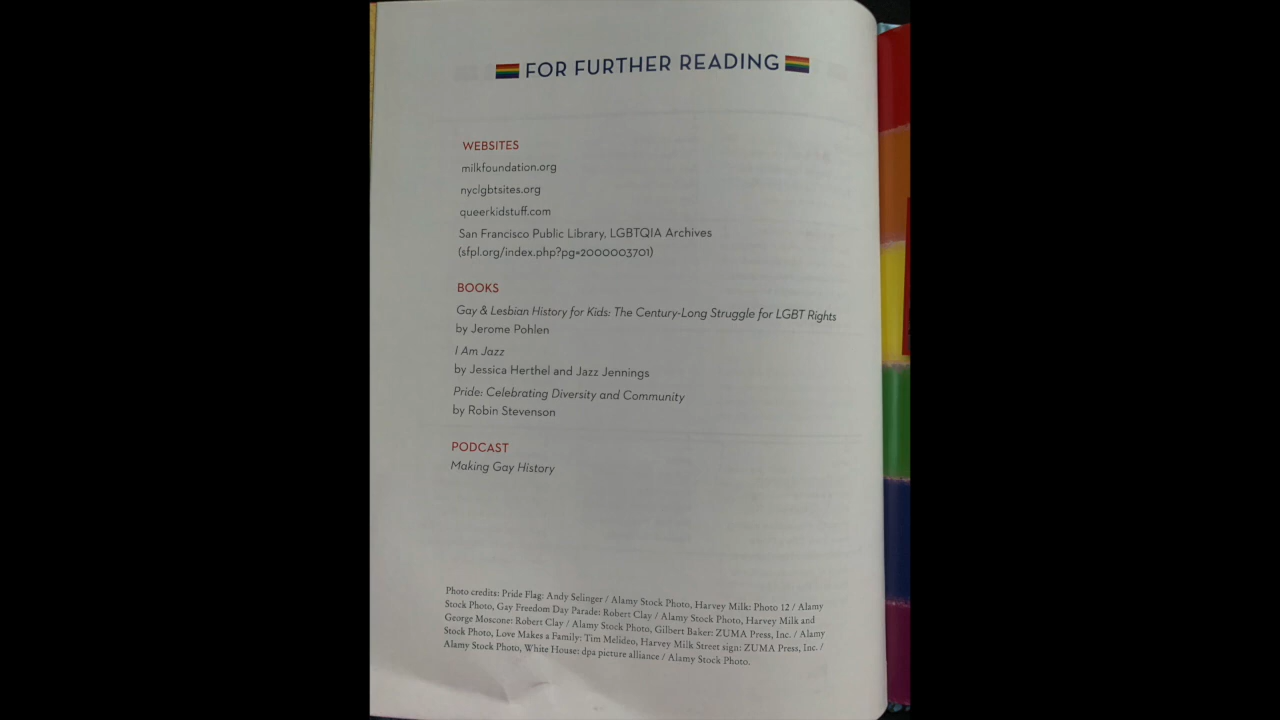 FOR FURTHER READING
WEBSITES
milkfoundation.org
nyclgbtsites.org
queerkidstuff.com
San Francisco Public Library, LGBTQIA Archives
(sfpl.org/index.php?pg=2000003701)
BOOKS
Gay & Lesbian History for Kids: The Century-Long Struggle for LGBT Rights
by Jerome Pohlen
I Am Jazz
by Jessica Herthel and Jazz Jennings
Pride: Celebrating Diversity and Community
by Robin Stevenson
PODCAST
Making Gay History
Photo credits: Pride Flag: Andy Selinger / Alamy Stock Photo, Harvey Milk: Photo 12 / Alamy
Stock Photo, Gay Freedom Day Parade: Robert Clay / Alamy Stock Photo, Harvey Milk and
George Moscone: Robert Clay / Alamy Stock Photo, Gilbert Baker: ZUMA Press, Inc. / Alamy
Stock Photo, Love Makes a Family: Tim Melideo, Harvey Milk Street sign: ZUMA Press, Inc. /
Alamy Stock Photo, White House: dpa picture alliance / Alamy Stock Photo.